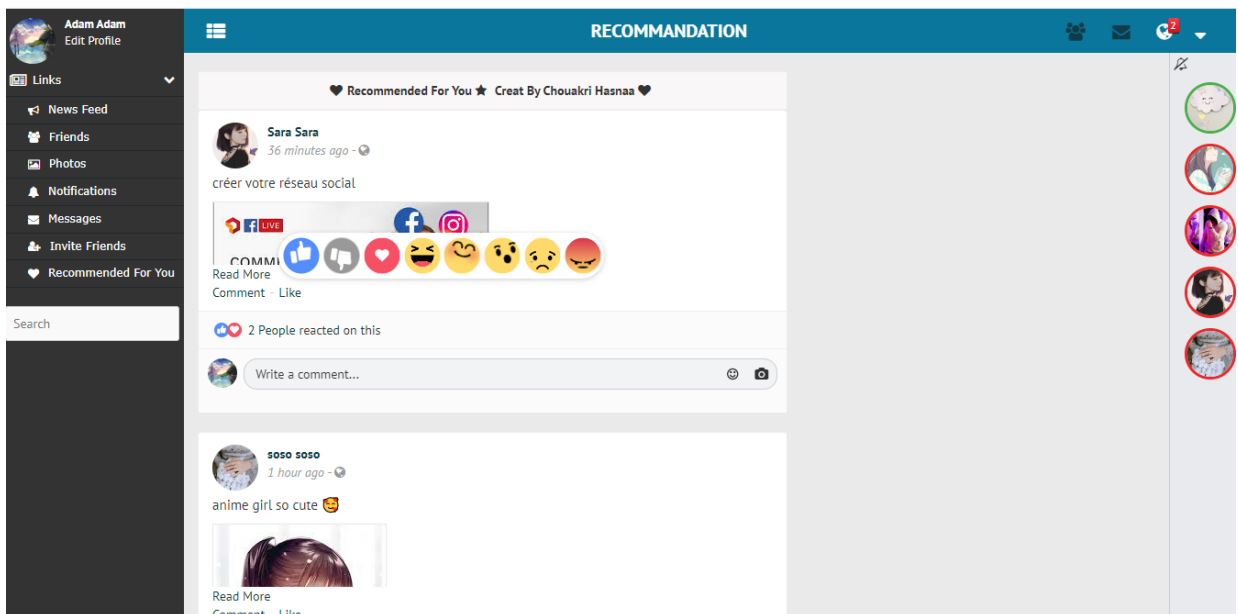 Adam Adam
Edit Profile
Links
News Feed
Friends
Photos
Notifications
Messages
Invite Friends
Recommended For You
Search
RECOMMANDATION
2
Recommended For You ★ Creat By Chouakri Hasnaa
Sara Sara
36 minutes ago -
créer votre réseau social
LIVE
Read More
Comment - Like
2 People reacted on this
Write a comment...
soso soso
1 hour ago -
anime girl so cute 🥰
Read More
Comment - Like